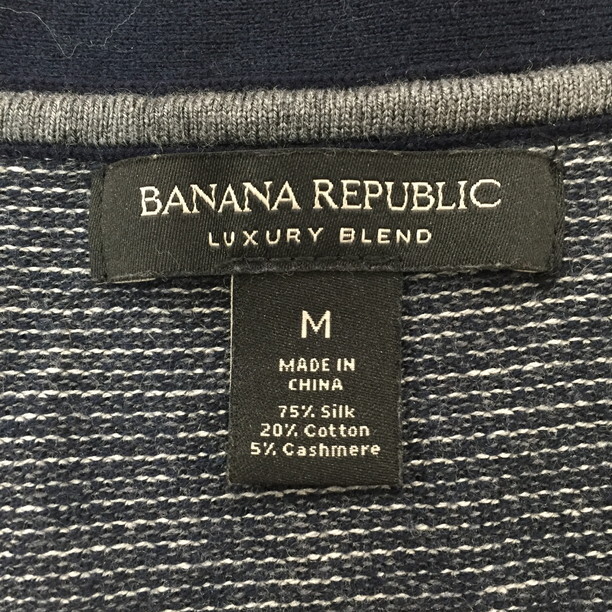 BANANA REPUBLIC
LUXURY BLEND
M
MADE IN
CHINA
75% Silk
20% Cotton
5% Cashmere